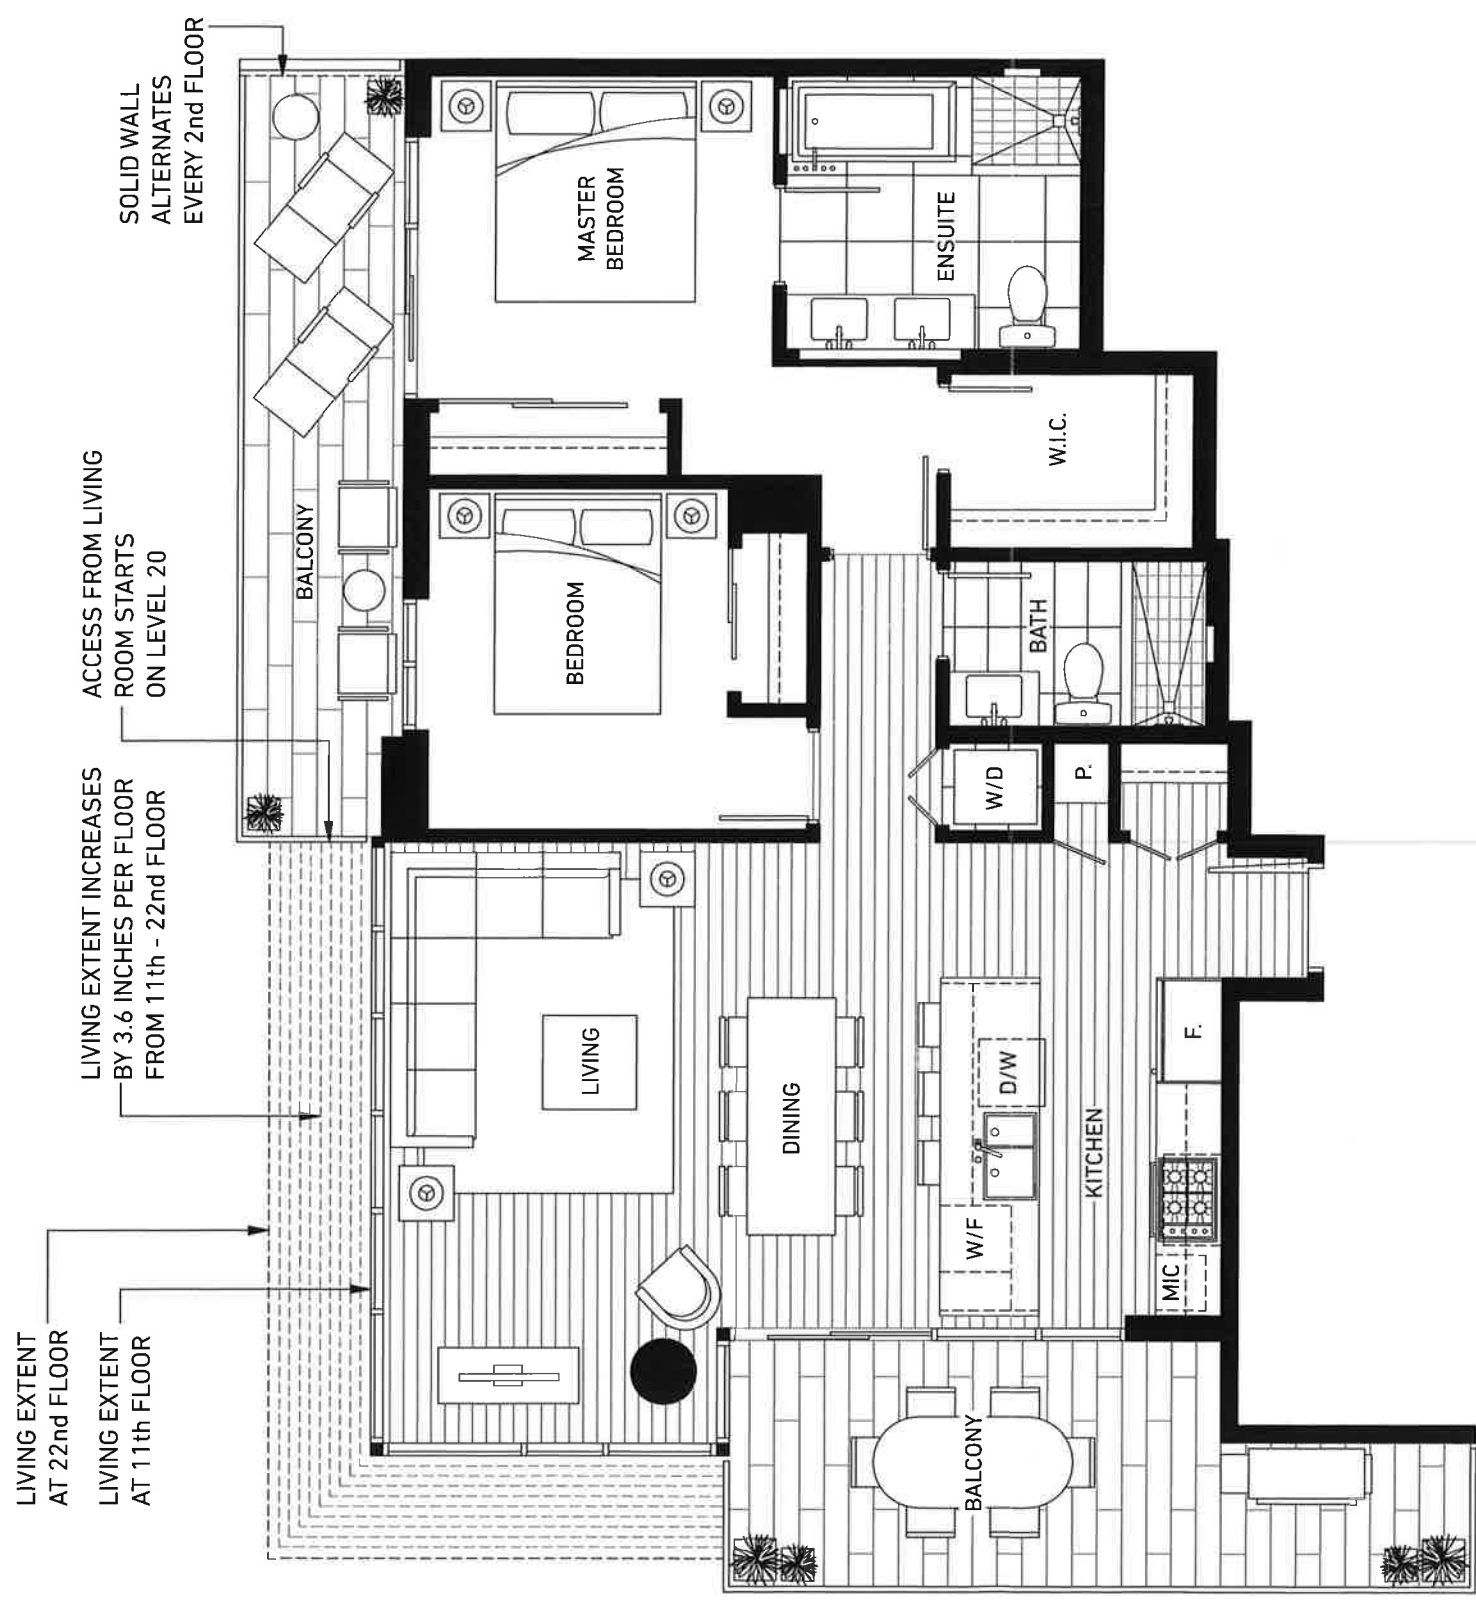 SOLID WALL
ALTERNATES
EVERY 2nd FLOOR
ACCESS FROM LIVING
ROOM STARTS
ON LEVEL 20
LIVING EXTENT INCREASES
BY 3.6 INCHES PER FLOOR
FROM 11th - 22nd FLOOR
LIVING EXTENT
AT 22nd FLOOR
LIVING EXTENT
AT 11th FLOOR
BALCONY
MASTER
BEDROOM
ENSUITE
W.I.C.
BEDROOM
BATH
W/D
P.
LIVING
DINING
D/W
F.
KITCHEN
W/F
MIC
BALCONY